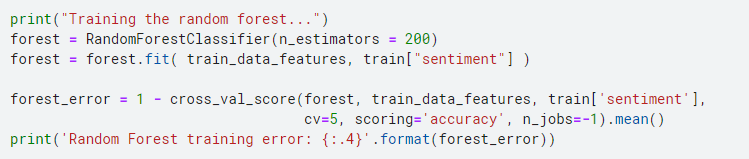 print("Training the random forest...")
forest = RandomForestClassifier(n_estimators = 200)
forest = forest.fit( train_data_features, train["sentiment"] )
forest_error = 1 - cross_val_score(forest, train_data_features, train['sentiment'],
cv=5, scoring='accuracy', n_jobs=-1).mean()
print('Random Forest training error: {:.4}'.format(forest_error))